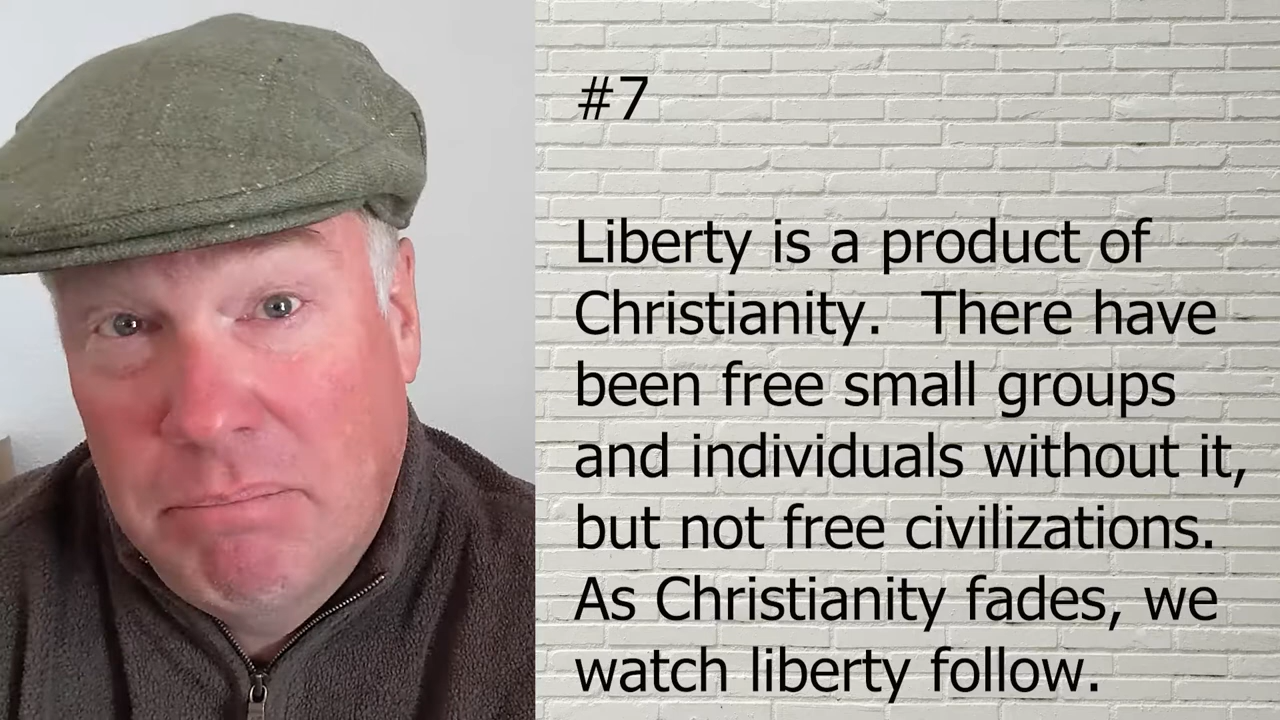 #7
Liberty is a product of
Christianity.  There have
been free small groups
and individuals without it,
but not free civilizations.
As Christianity fades, we
watch liberty follow.